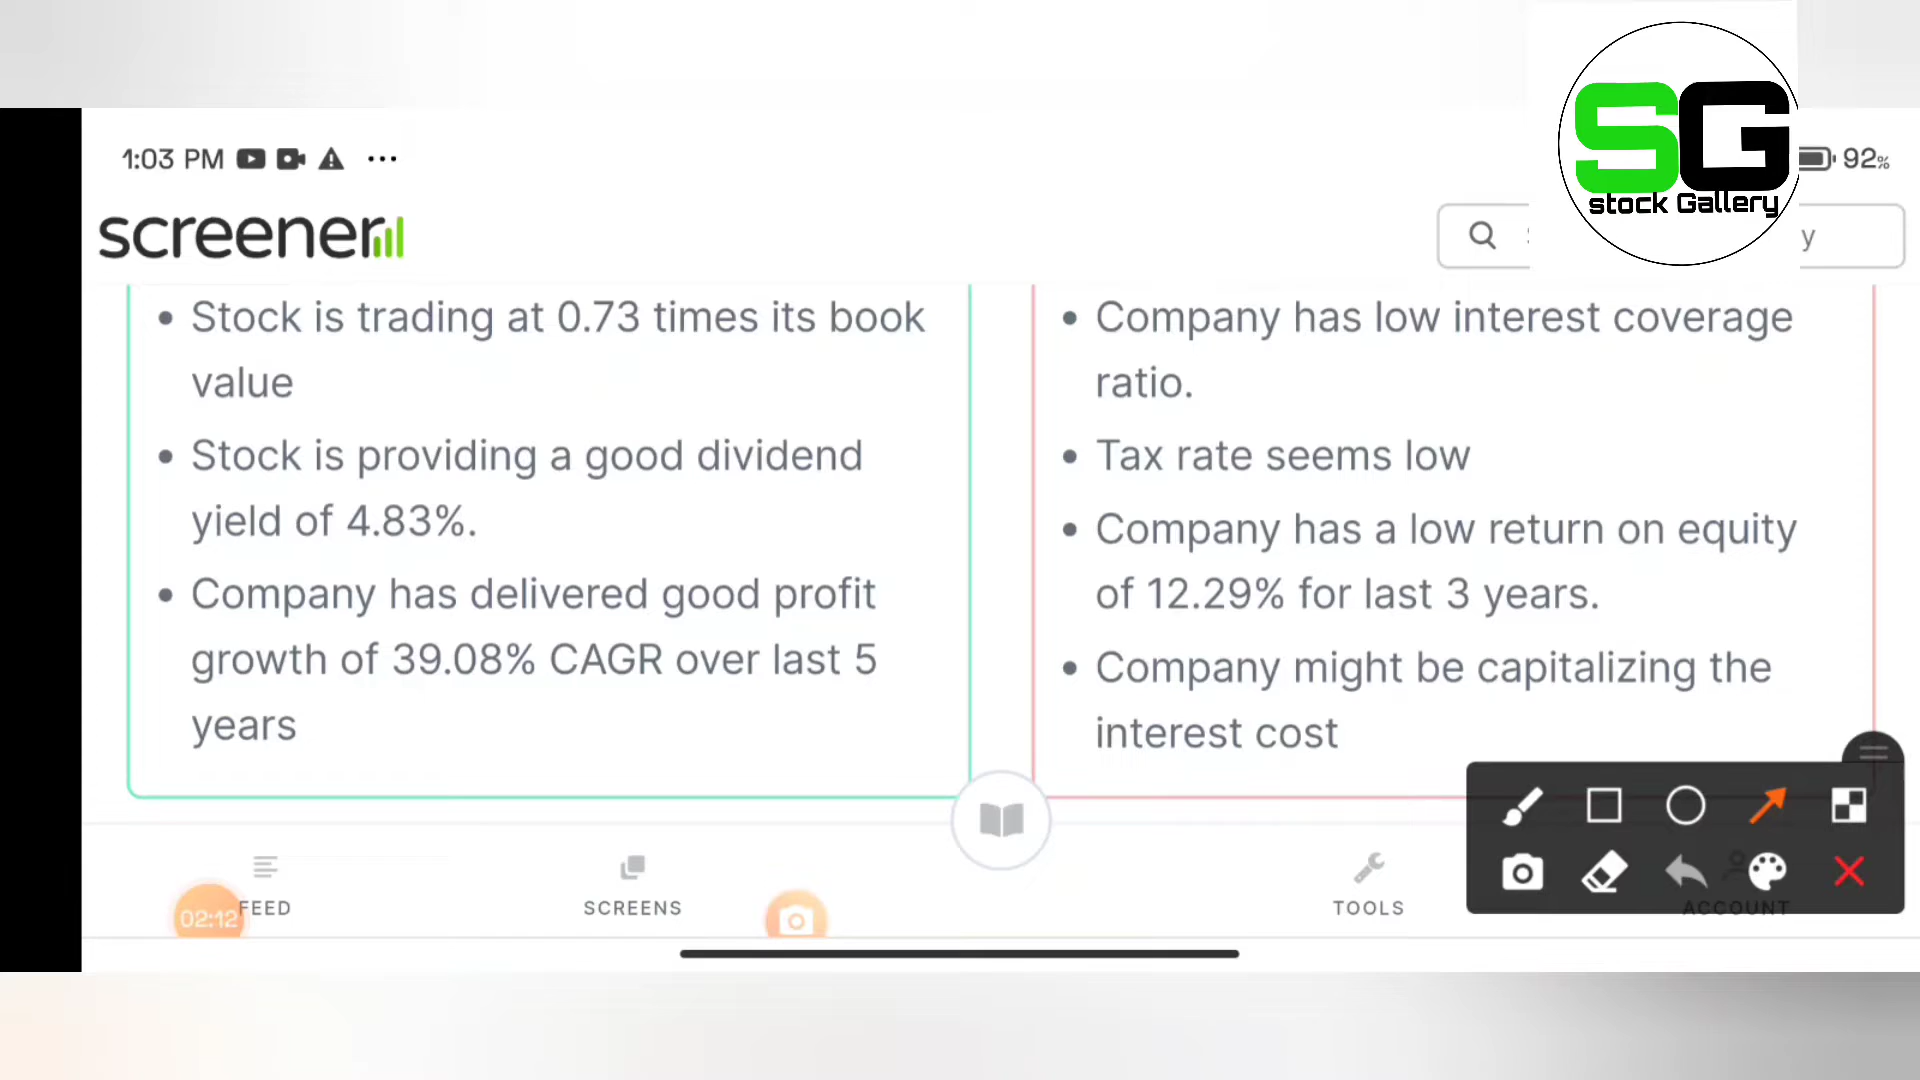 1:03 PM
92%
SG
stock Gallery
screener
y
Stock is trading at 0.73 times its book
value
Stock is providing a good dividend
yield of 4.83%.
Company has delivered good profit
growth of 39.08% CAGR over last 5
years
Company has low interest coverage
ratio.
Tax rate seems low
Company has a low return on equity
of 12.29% for last 3 years.
Company might be capitalizing the
interest cost
02:12
FEED
SCREENS
TOOLS
ACCOUNT